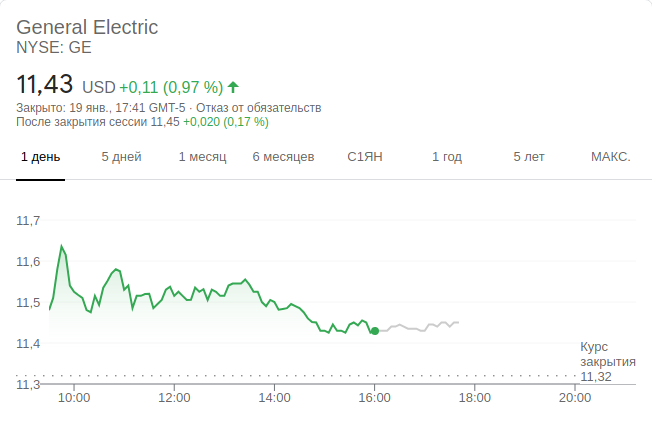 General Electric
NYSE: GE
11,43 USD +0,11 (0,97 %)
Закрыто: 19 янв., 17:41 GMT-5 · Отказ от обязательств
После закрытия сессии 11,45 +0,020 (0,17 %)
1 день 5 дней 1 месяц 6 месяцев С1ЯН 1 год 5 лет МАКС.
11,7
11,6
11,5
11,4
Курс
закрытия
11,32
11,3
10:00 12:00 14:00 16:00 18:00 20:00